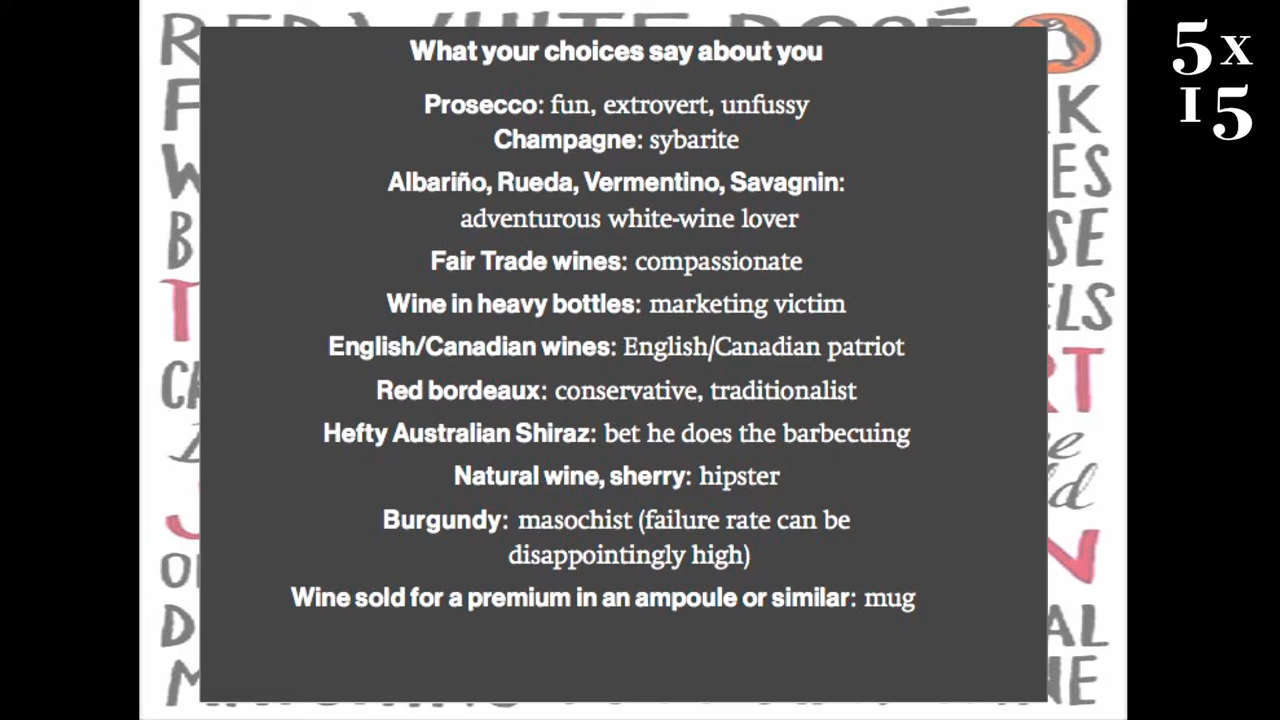 What your choices say about you
Prosecco: fun, extrovert, unfussy
Champagne: sybarite
Albariño, Rueda, Vermentino, Savagnin:
adventurous white-wine lover
Fair Trade wines: compassionate
Wine in heavy bottles: marketing victim
English/Canadian wines: English/Canadian patriot
Red bordeaux: conservative, traditionalist
Hefty Australian Shiraz: bet he does the barbecuing
Natural wine, sherry: hipster
Burgundy: masochist (failure rate can be
disappointingly high)
Wine sold for a premium in an ampoule or similar: mug
5x
15